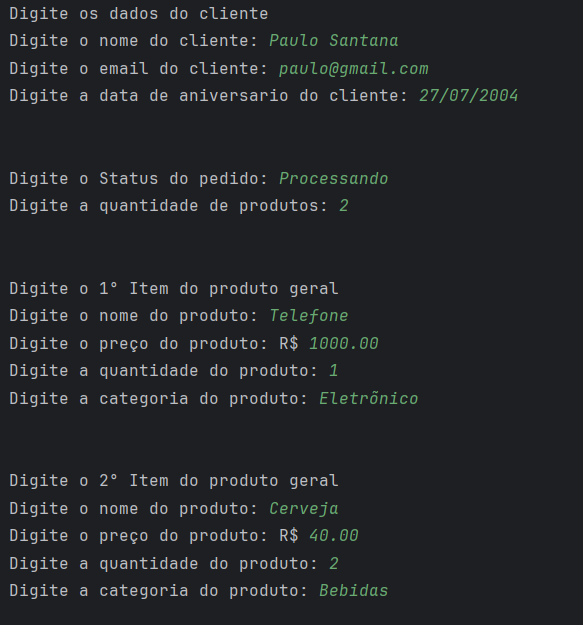 Digite os dados do cliente
Digite o nome do cliente: Paulo Santana
Digite o email do cliente: paulo@gmail.com
Digite a data de aniversario do cliente: 27/07/2004
Digite o Status do pedido: Processando
Digite a quantidade de produtos: 2
Digite o 1° Item do produto geral
Digite o nome do produto: Telefone
Digite o preço do produto: R$ 1000.00
Digite a quantidade do produto: 1
Digite a categoria do produto: Eletrõnico
Digite o 2° Item do produto geral
Digite o nome do produto: Cerveja
Digite o preço do produto: R$ 40.00
Digite a quantidade do produto: 2
Digite a categoria do produto: Bebidas